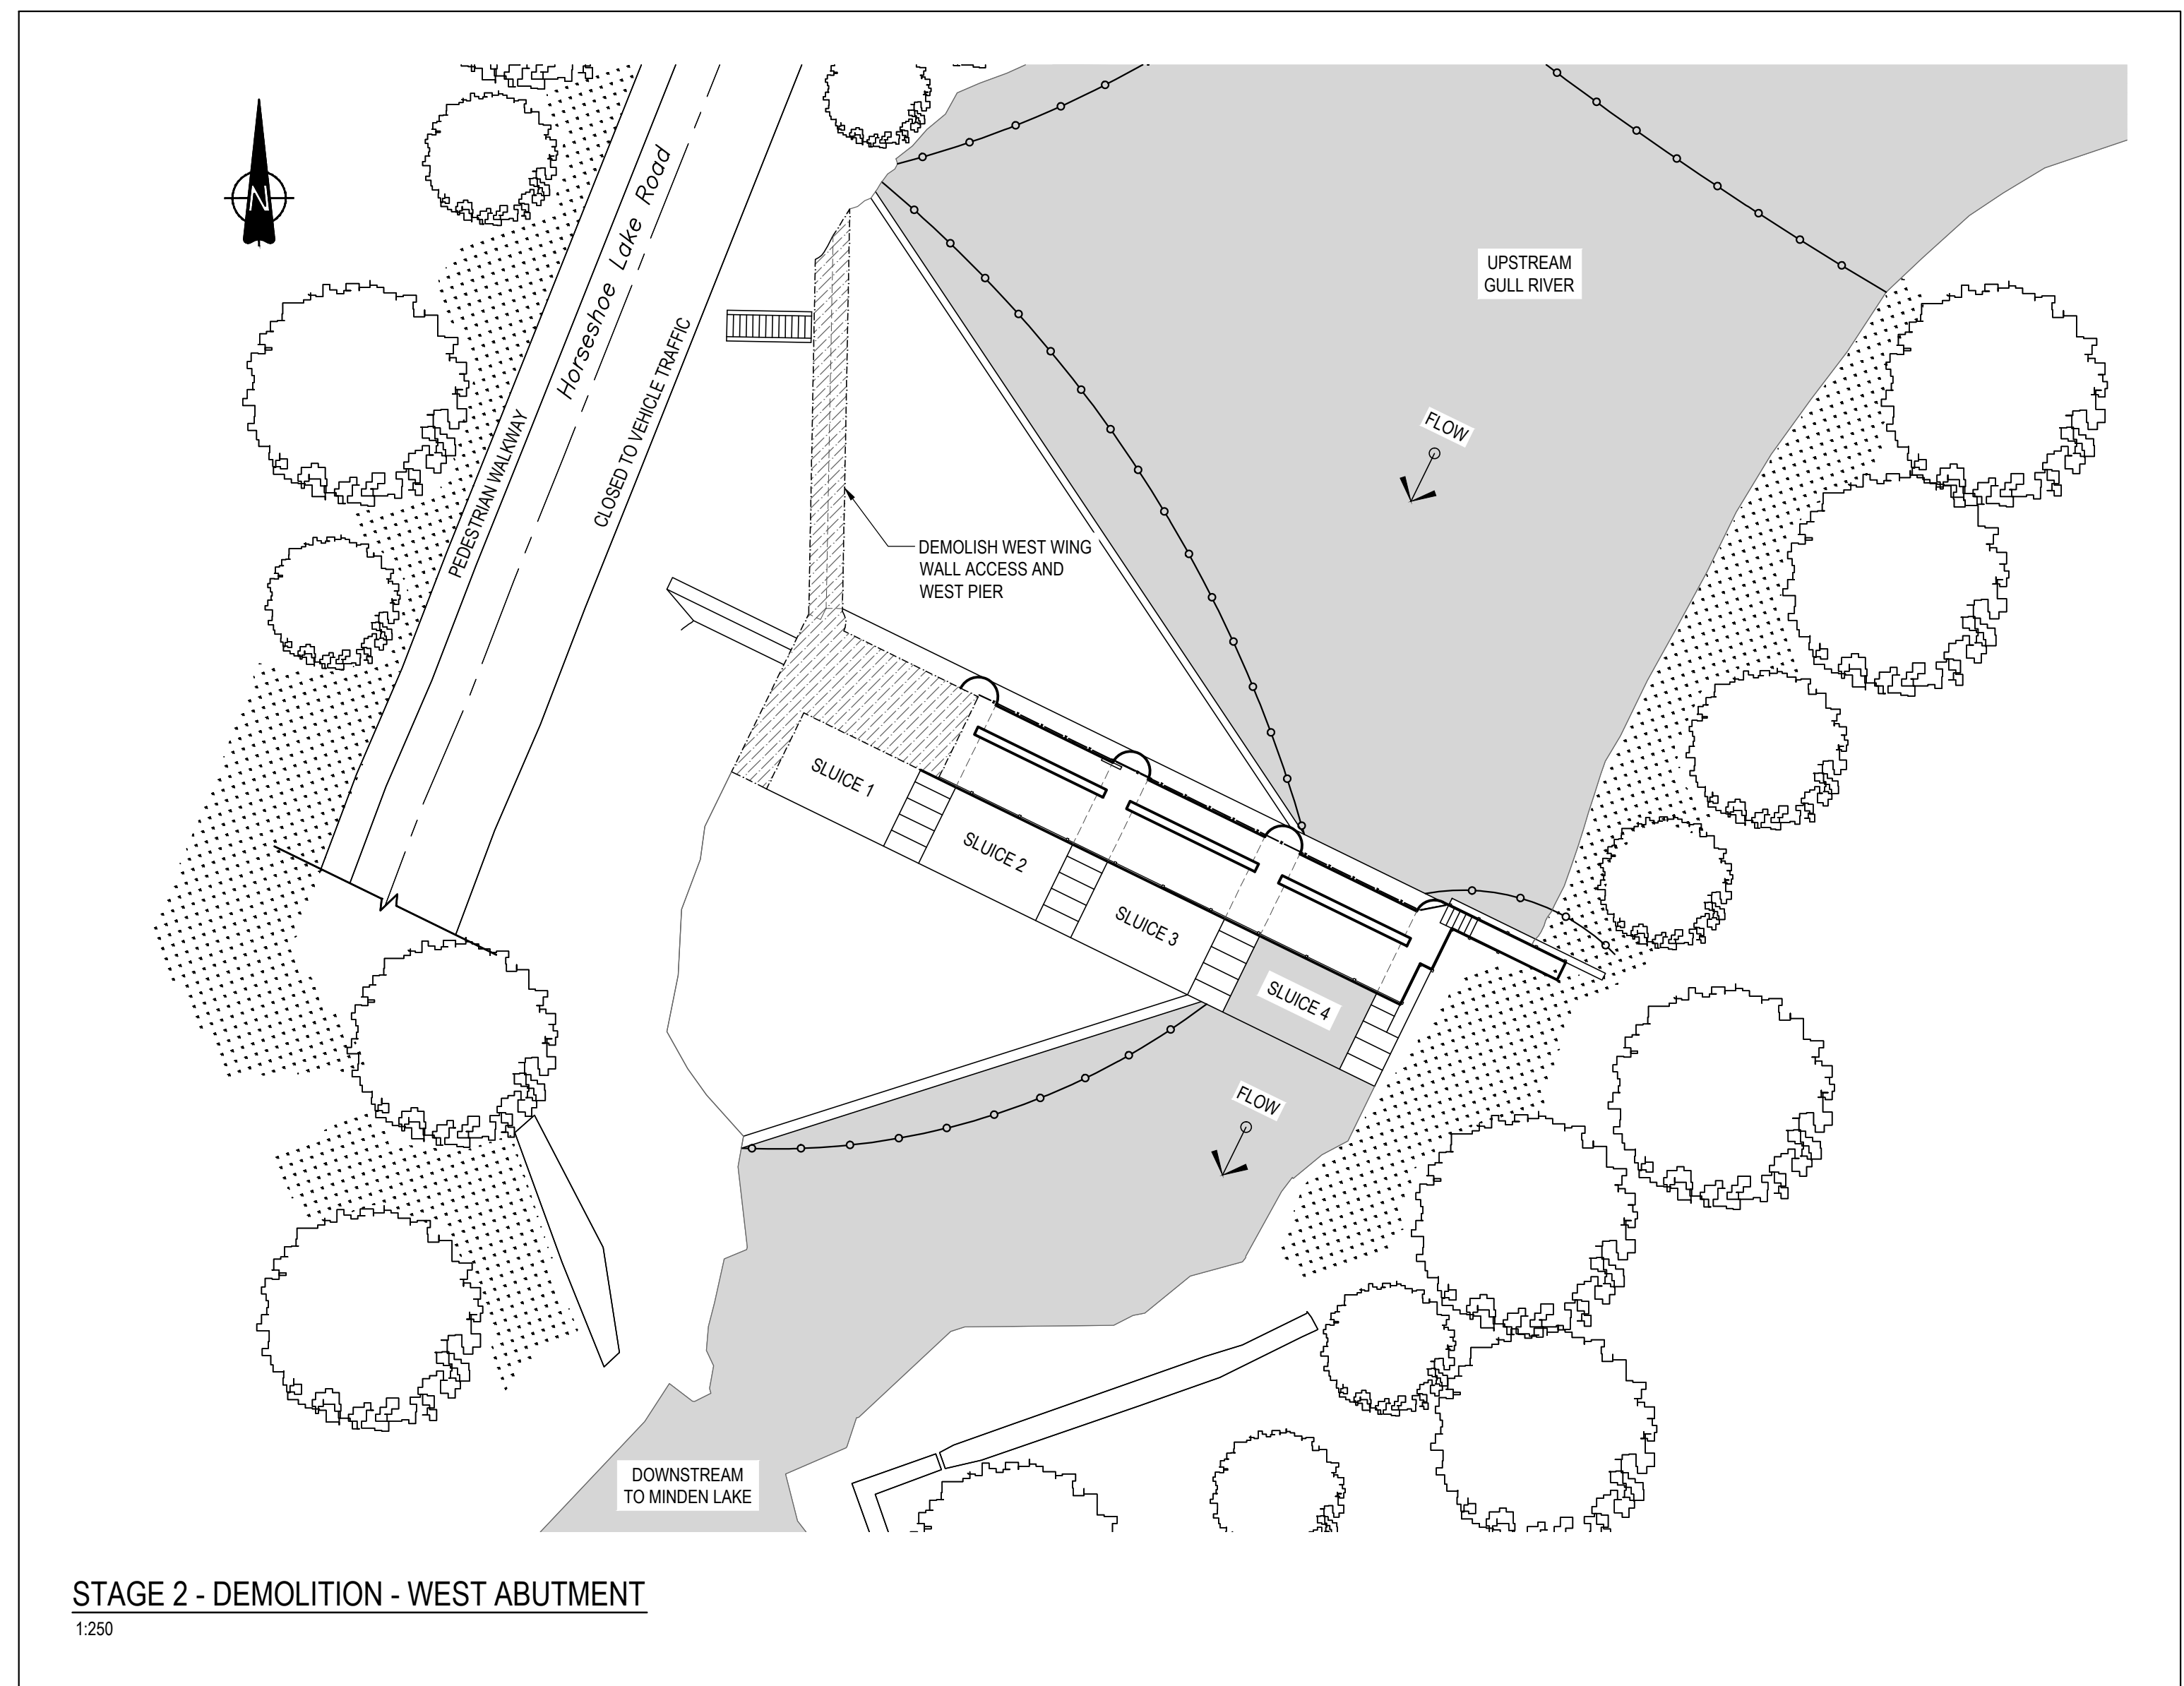 N
Horseshoe Lake Road
PEDESTRIAN WALKWAY
CLOSED TO VEHICLE TRAFFIC
UPSTREAM
GULL RIVER
FLOW
DEMOLISH WEST WING
WALL ACCESS AND
WEST PIER
SLUICE 1
SLUICE 2
SLUICE 3
SLUICE 4
FLOW
DOWNSTREAM
TO MINDEN LAKE
STAGE 2 - DEMOLITION - WEST ABUTMENT
1:250